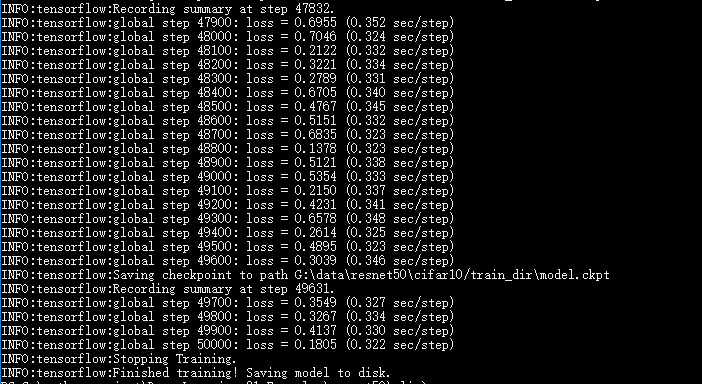 INFO:tensorflow:Recording summary at step 47832.
INFO:tensorflow:global step 47900: loss = 0.6955 (0.352 sec/step)
INFO:tensorflow:global step 48000: loss = 0.7046 (0.324 sec/step)
INFO:tensorflow:global step 48100: loss = 0.2122 (0.332 sec/step)
INFO:tensorflow:global step 48200: loss = 0.3221 (0.334 sec/step)
INFO:tensorflow:global step 48300: loss = 0.2789 (0.331 sec/step)
INFO:tensorflow:global step 48400: loss = 0.6705 (0.340 sec/step)
INFO:tensorflow:global step 48500: loss = 0.4767 (0.345 sec/step)
INFO:tensorflow:global step 48600: loss = 0.5151 (0.332 sec/step)
INFO:tensorflow:global step 48700: loss = 0.6835 (0.323 sec/step)
INFO:tensorflow:global step 48800: loss = 0.1378 (0.323 sec/step)
INFO:tensorflow:global step 48900: loss = 0.5121 (0.338 sec/step)
INFO:tensorflow:global step 49000: loss = 0.5354 (0.333 sec/step)
INFO:tensorflow:global step 49100: loss = 0.2150 (0.337 sec/step)
INFO:tensorflow:global step 49200: loss = 0.4231 (0.341 sec/step)
INFO:tensorflow:global step 49300: loss = 0.6578 (0.348 sec/step)
INFO:tensorflow:global step 49400: loss = 0.2614 (0.325 sec/step)
INFO:tensorflow:global step 49500: loss = 0.4895 (0.323 sec/step)
INFO:tensorflow:global step 49600: loss = 0.3039 (0.346 sec/step)
INFO:tensorflow:Saving checkpoint to path G:\data\resnet50\cifar10/train_dir\model.ckpt
INFO:tensorflow:Recording summary at step 49631.
INFO:tensorflow:global step 49700: loss = 0.3549 (0.327 sec/step)
INFO:tensorflow:global step 49800: loss = 0.3267 (0.334 sec/step)
INFO:tensorflow:global step 49900: loss = 0.4137 (0.330 sec/step)
INFO:tensorflow:global step 50000: loss = 0.1805 (0.322 sec/step)
INFO:tensorflow:Stopping Training.
INFO:tensorflow:Finished training! Saving model to disk.